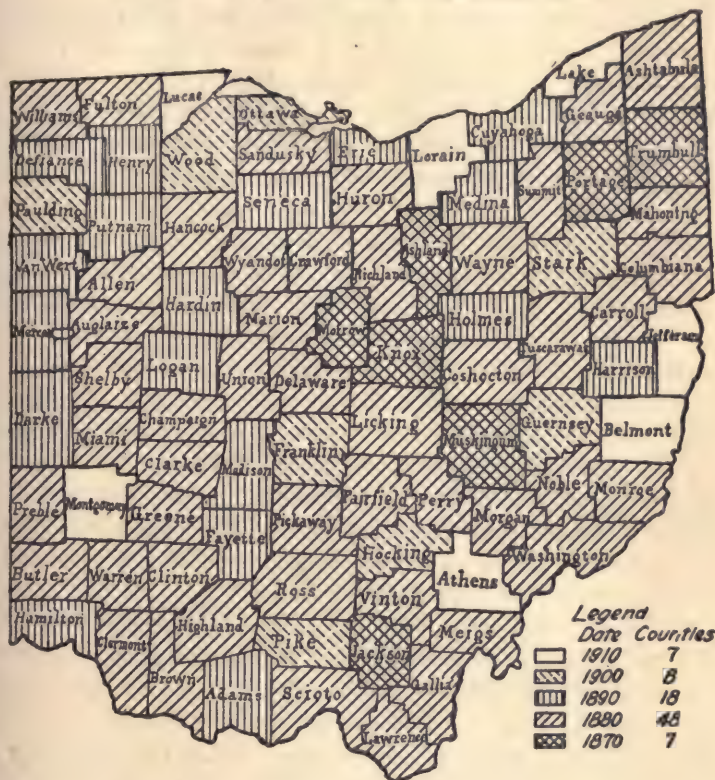 Lake
Ashtabula
Lucas
Williams
Fulton
Ottawa
Geauga
Cuyahoga
Defiance
Henry
Wood
Sandusky
Erie
Lorain
Trumbull
Portage
Paulding
Putnam
Hancock
Seneca
Huron
Medina
Summit
Mahoning
Van Wert
Allen
Wyandot
Crawford
Richland
Ashland
Wayne
Stark
Columbiana
Mercer
Auglaize
Hardin
Marion
Morrow
Knox
Holmes
Tuscarawas
Carroll
Jefferson
Harrison
Darke
Shelby
Logan
Union
Delaware
Coshocton
Miami
Champaign
Licking
Muskingum
Guernsey
Belmont
Clarke
Madison
Franklin
Preble
Montgomery
Greene
Fayette
Pickaway
Fairfield
Perry
Morgan
Noble
Monroe
Butler
Warren
Clinton
Ross
Hocking
Athens
Washington
Hamilton
Clermont
Highland
Pike
Vinton
Meigs
Brown
Adams
Scioto
Jackson
Gallia
Lawrence
Legend
Date Counties
1910 7
1900 8
1890 18
1880 48
1870 7